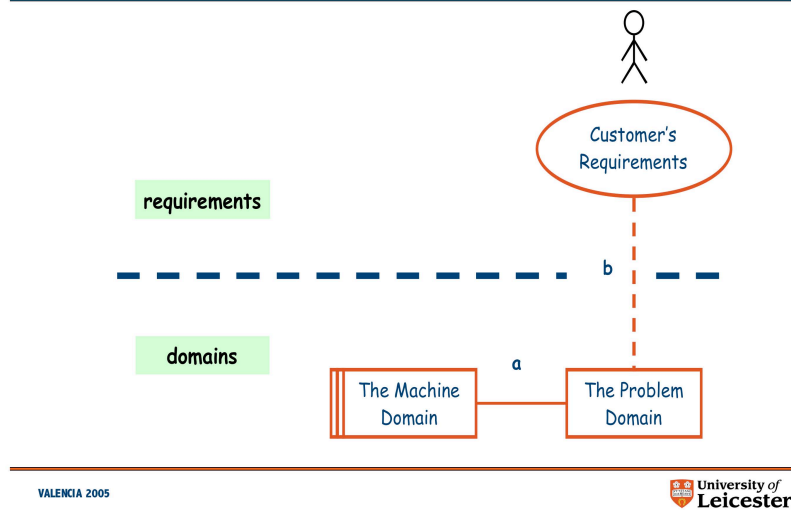 Customer's
Requirements
requirements
b
domains
a
The Machine
Domain
The Problem
Domain
VALENCIA 2005
University of
Leicester